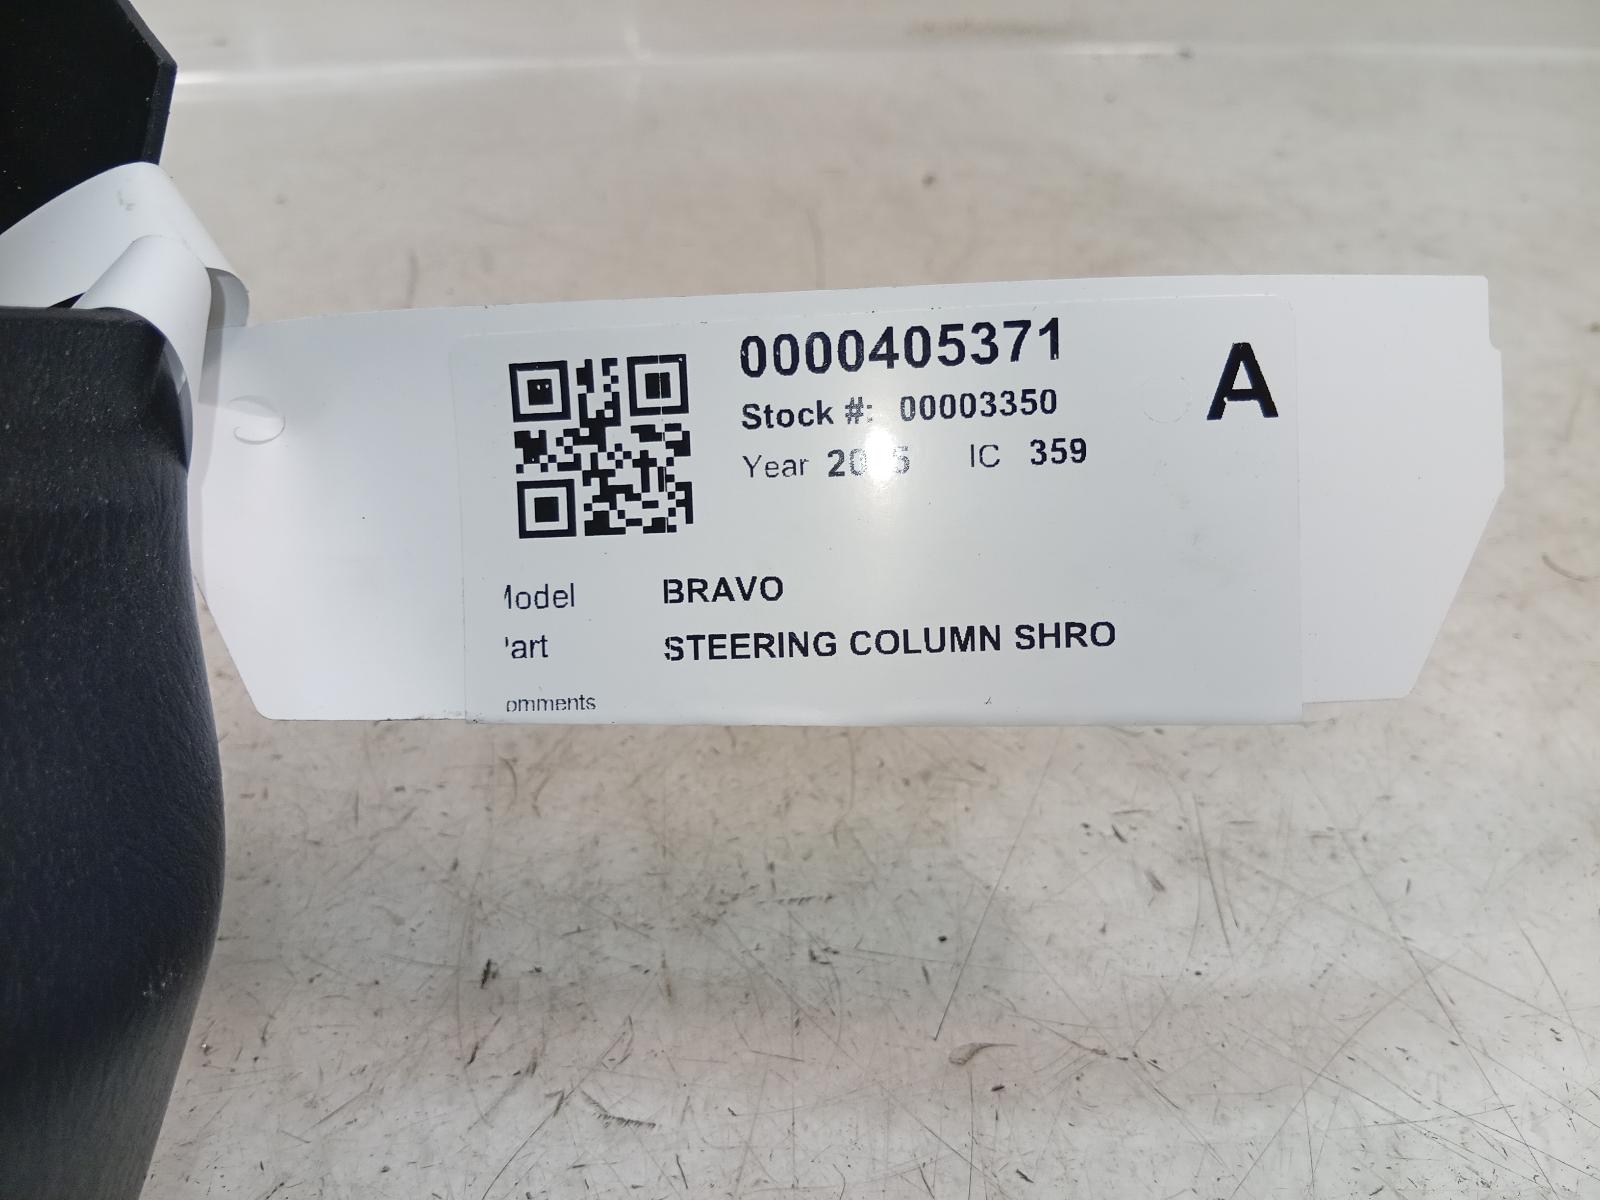 0000405371
A
Stock #: 00003350
Year IC 359
Model BRAVO
Part STEERING COLUMN SHRO
omments